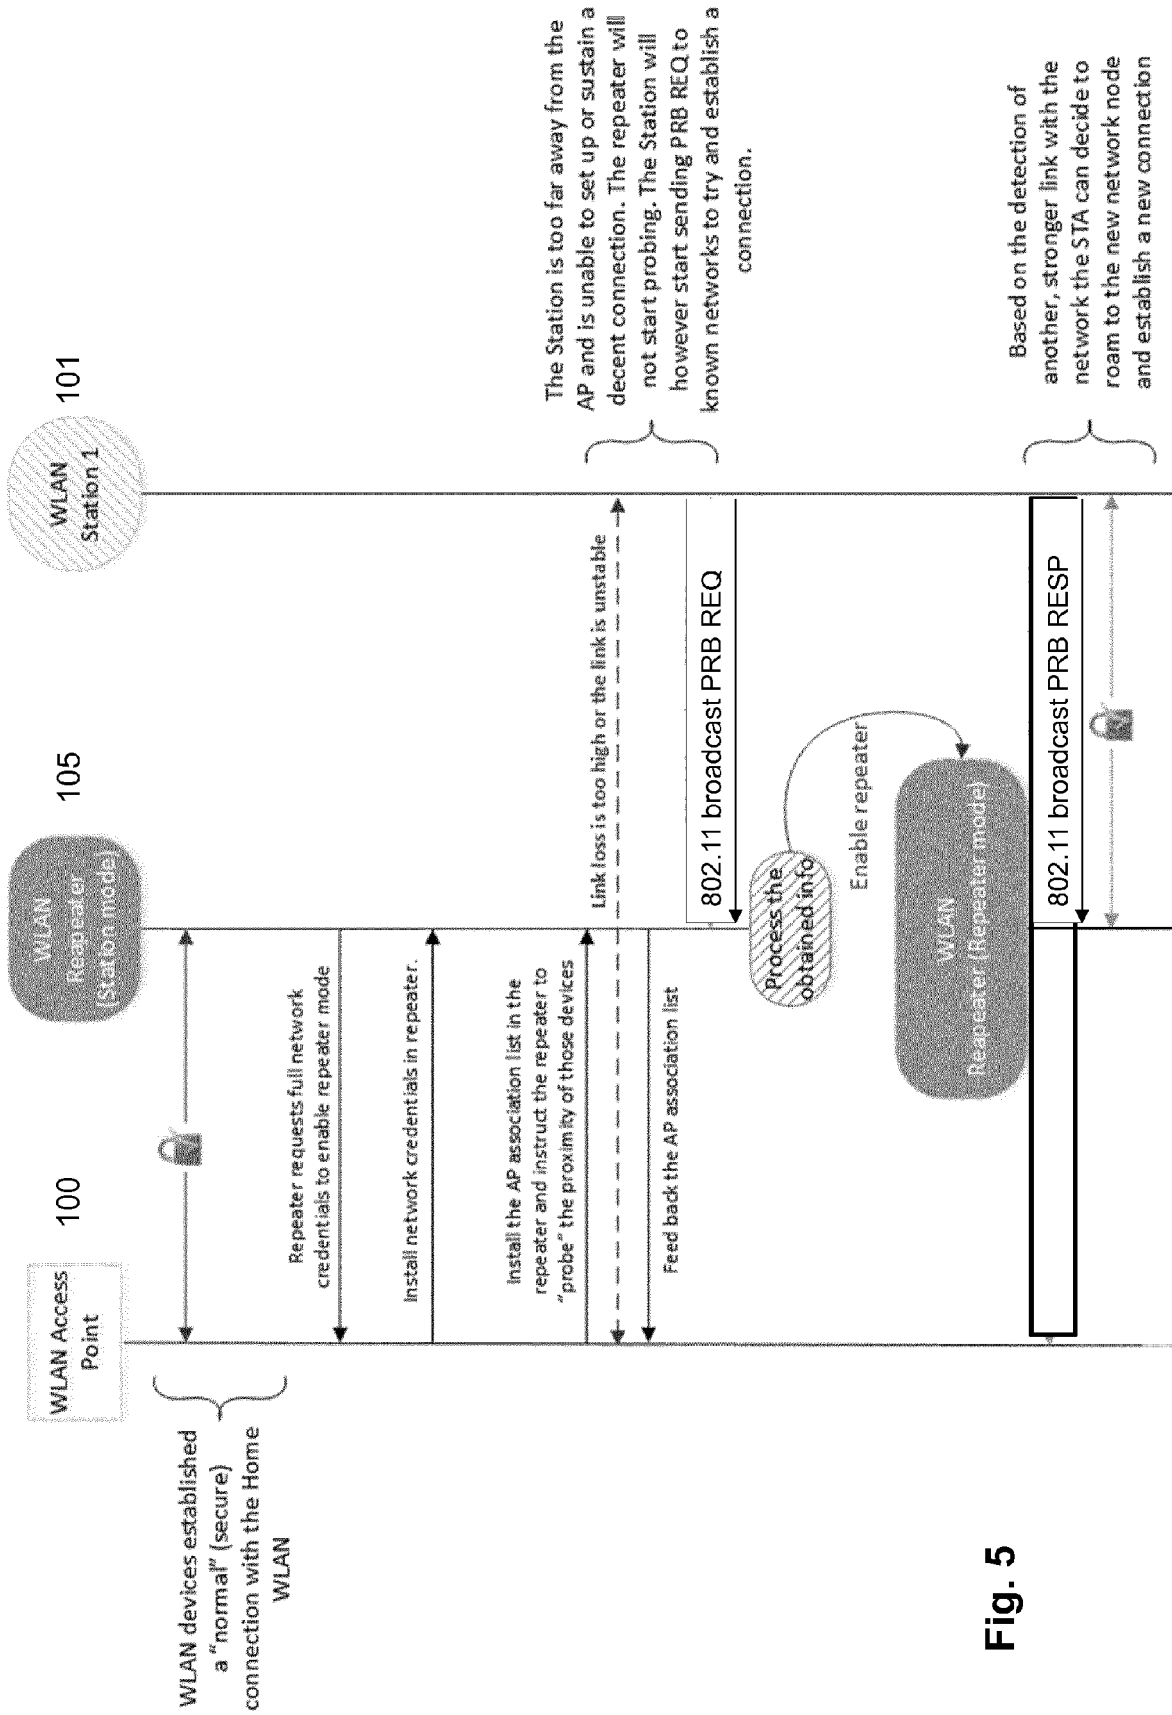 WLAN Access
Point
100
WLAN
Reapeater
(Staton mode)
105
WLAN
Station 1
101
WLAN devices established
a “normal” (secure)
connection with the Home
WLAN
Repeater requests full network
credentials to enable repeater mode
Install network credentials in repeater.
Install the AP association list in the
repeater and instruct the repeater to
“probe” the proximity of those devices
Link loss is too high or the link is unstable
The Station is too far away from the
AP and is unable to set up or sustain a
decent connection. The repeater will
not start probing. The Station will
however start sending PRB REQ to
known networks to try and establish a
connection.
Feed back the AP association list
802.11 broadcast PRB REQ
Process the
obtained info
Enable repeater
WLAN
Reapeater (Repeater mode)
802.11 broadcast PRB RESP
Based on the detection of
another, stronger link with the
network the STA can decide to
roam to the new network node
and establish a new connection
Fig. 5